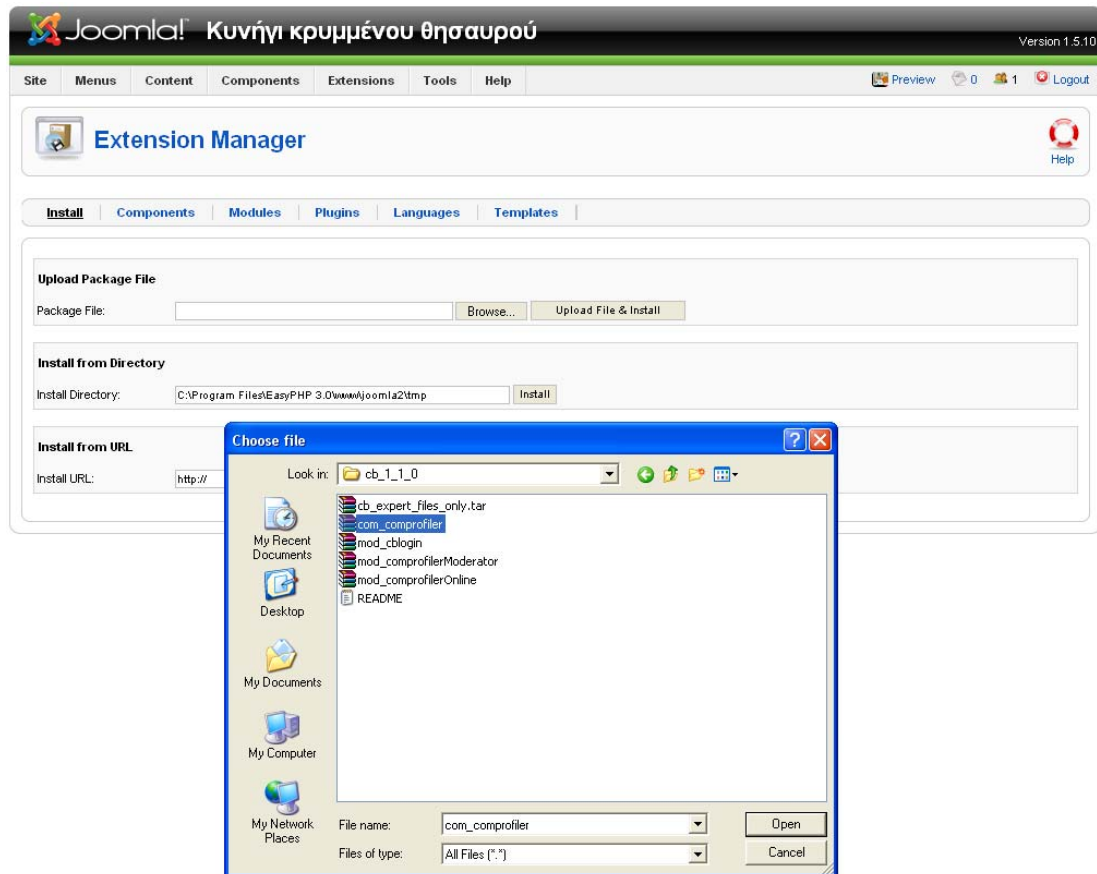 Joomla! Κυνήγι κρυμμένου θησαυρού
Version 1.5.10
Site Menus Content Components Extensions Tools Help Preview 0 1 Logout
Extension Manager
Help
Install Components Modules Plugins Languages Templates
Upload Package File
Package File: Browse... Upload File & Install
Install from Directory
Install Directory: C:\Program Files\EasyPHP 3.0\www\joomla2\tmp Install
Install from URL
Install URL: http://
Choose file
Look in: cb_1_1_0
cb_expert_files_only.tar
com_comprofiler
mod_cblogin
mod_comprofilerModerator
mod_comprofilerOnline
README
My Recent
Documents
Desktop
My Documents
My Computer
My Network
Places
File name: com_comprofiler Open
Files of type: All Files (*.*) Cancel